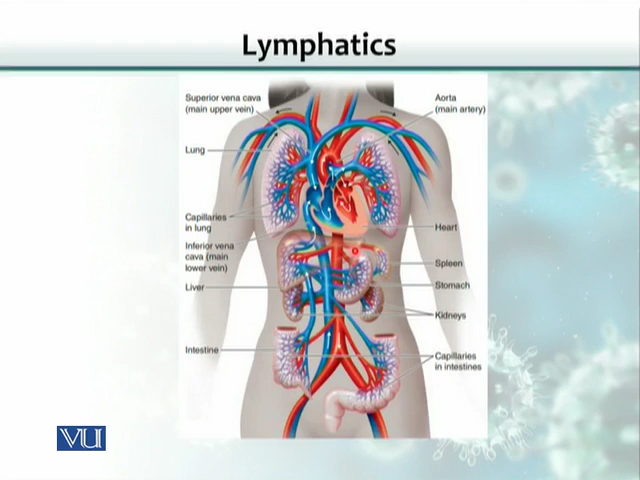 Lymphatics
Superior vena cava
(main upper vein)
Aorta
(main artery)
Lung
Capillaries
in lung
Heart
Inferior vena
cava (main
lower vein)
Spleen
Liver
Stomach
Kidneys
Intestine
Capillaries
in intestines
VU